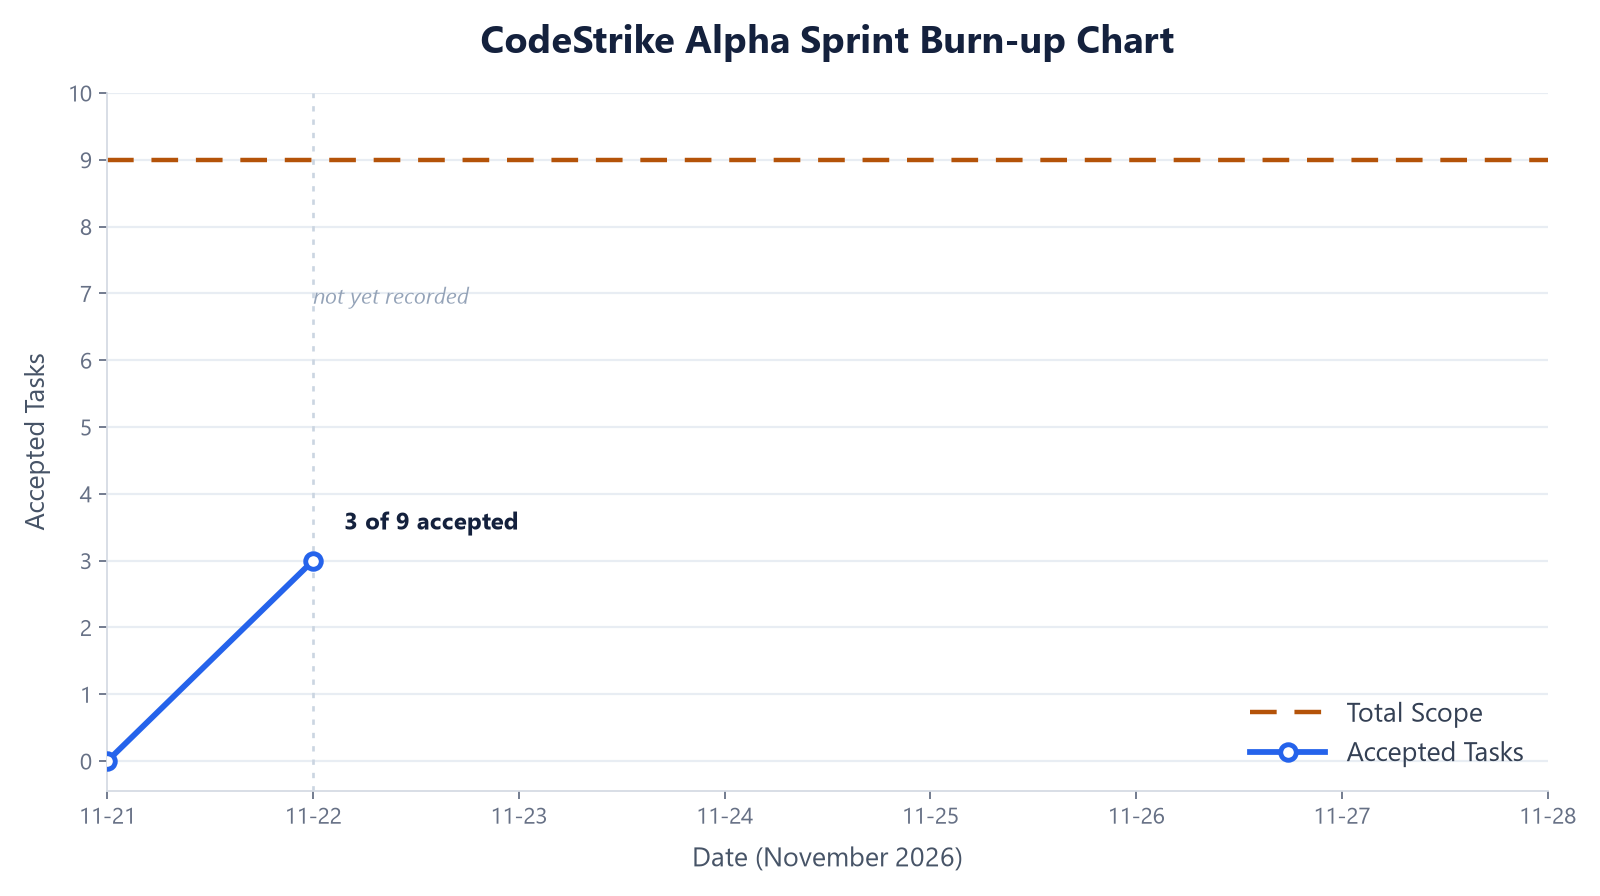 CodeStrike Alpha Sprint Burn-up Chart
10
9
8
7
not yet recorded
6
5
4
3 of 9 accepted
3
2
1
0
Accepted Tasks
Total Scope
Accepted Tasks
11-21
11-22
11-23
11-24
11-25
11-26
11-27
11-28
Date (November 2026)